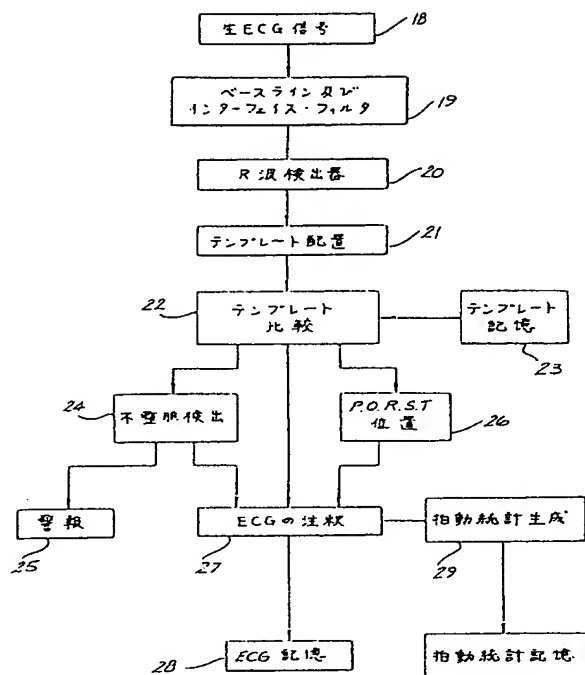 生ECG信号
18
ベースライン及び
インターフェイス・フィルタ
19
R波検出器
20
テンプレート配置
21
22
テンプレート
比較
テンプレート
記憶
23
24
不整脈検出
P.O.R.S.T
位置
26
警報
25
ECGの注釈
27
拍動統計生成
29
28
ECG記憶
拍動統計記憶